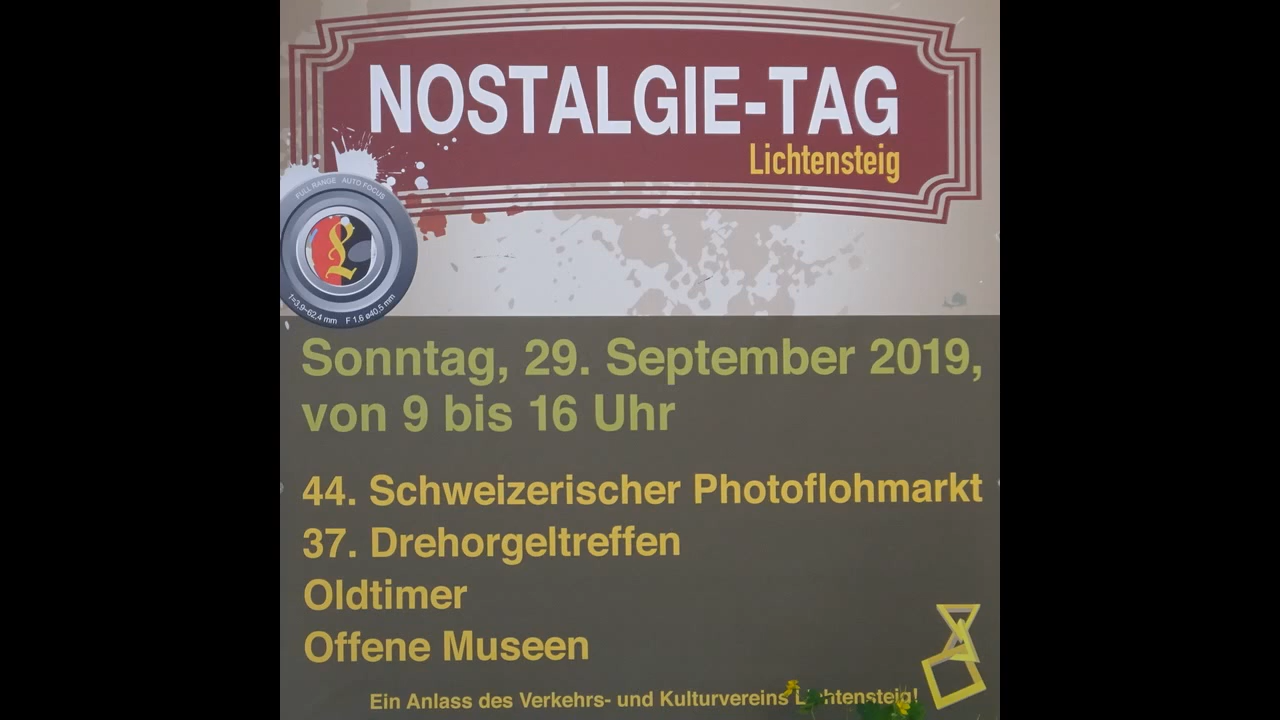 NOSTALGIE-TAG
Lichtensteig
FULL RANGE AUTO FOCUS
L
f=3,9-62,4 mm F 1,6 ø40,5 mm
Sonntag, 29. September 2019,
von 9 bis 16 Uhr
44. Schweizerischer Photoflohmarkt
37. Drehorgeltreffen
Oldtimer
Offene Museen
Ein Anlass des Verkehrs- und Kulturvereins Lichtensteig!